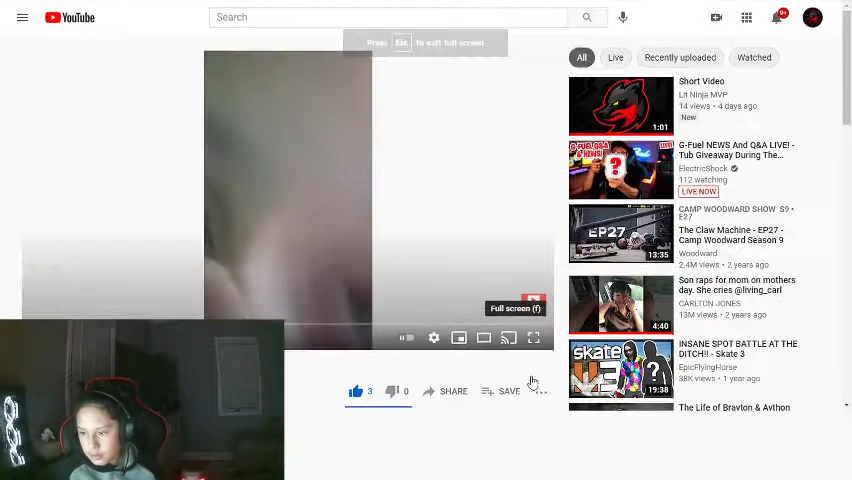 YouTube
Search
9+
Press Esc to exit full screen
All
Live
Recently uploaded
Watched
Short Video
Lit Ninja MVP
14 views • 4 days ago
New
1:01
G-Fuel NEWS And Q&A LIVE! -
Tub Giveaway During The...
ElectricShock
112 watching
LIVE NOW
CAMP WOODWARD SHOW S9 •
E27
The Claw Machine - EP27 -
Camp Woodward Season 9
Woodward
2.4M views • 2 years ago
EP27
13:35
Son raps for mom on mothers
day. She cries @living_carl
CARLTON JONES
13M views • 2 years ago
4:40
INSANE SPOT BATTLE AT THE
DITCH!! - Skate 3
EpicFlyingHorse
38K views • 1 year ago
SKATE
19:38
The Life of Brayton & Aython
Full screen (f)
3
0
SHARE
SAVE